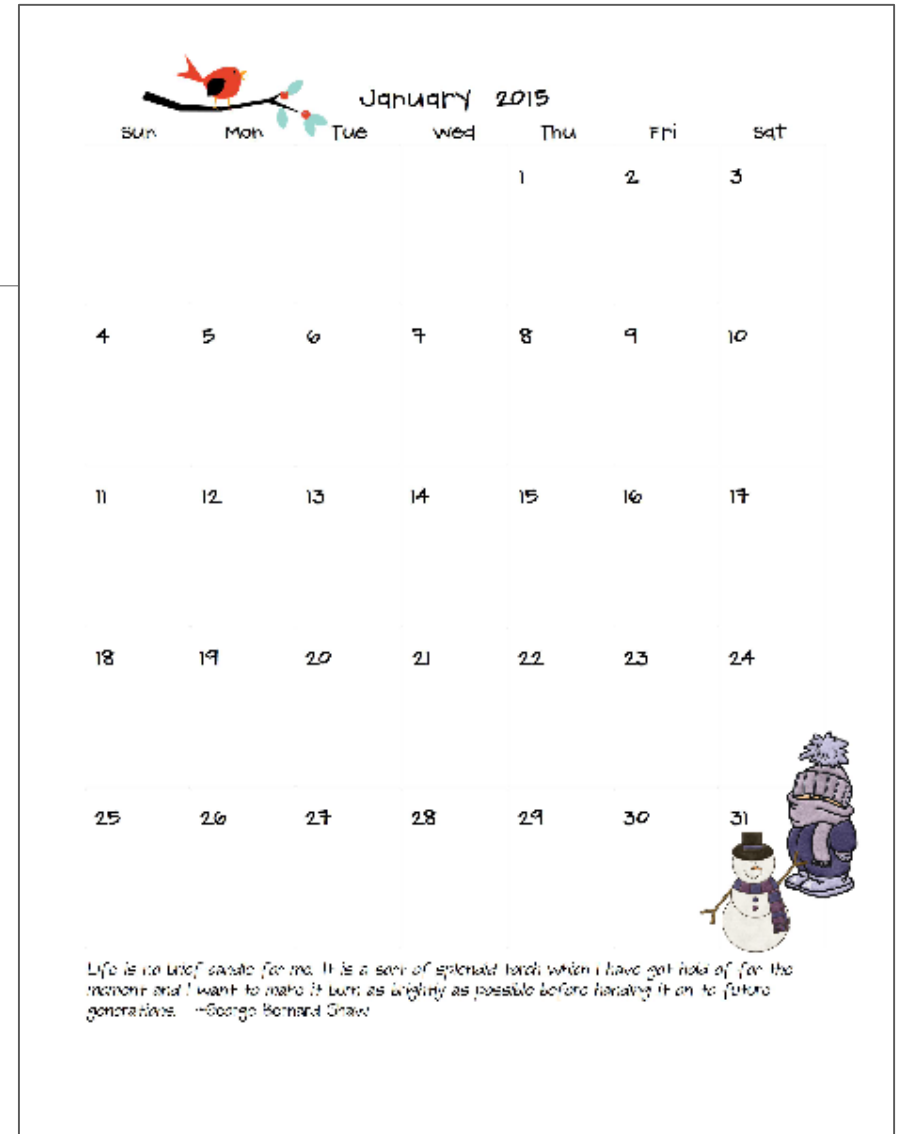 January 2015
Sun Mon Tue Wed Thu Fri Sat
1 2 3
4 5 6 7 8 9 10
11 12 13 14 15 16 17
18 19 20 21 22 23 24
25 26 27 28 29 30 31
Life is no brief candle for me. It is a sort of splendid torch which I have got hold of for the
moment and I want to make it burn as brightly as possible before handing it on to future
generations. ~George Bernard Shaw